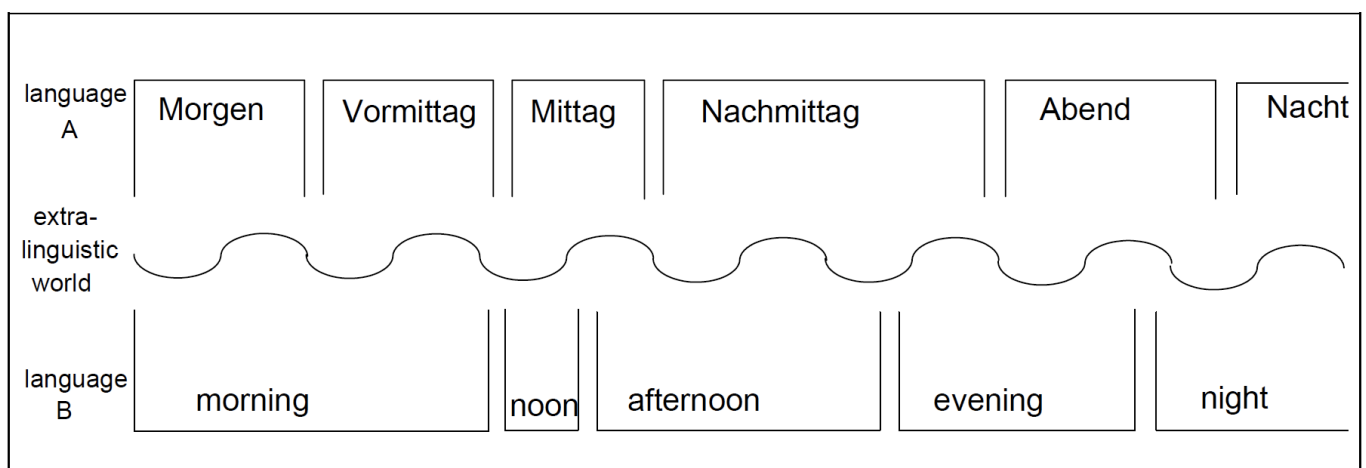 language
A
Morgen
Vormittag
Mittag
Nachmittag
Abend
Nacht
extra-
linguistic
world
language
B
morning
noon
afternoon
evening
night